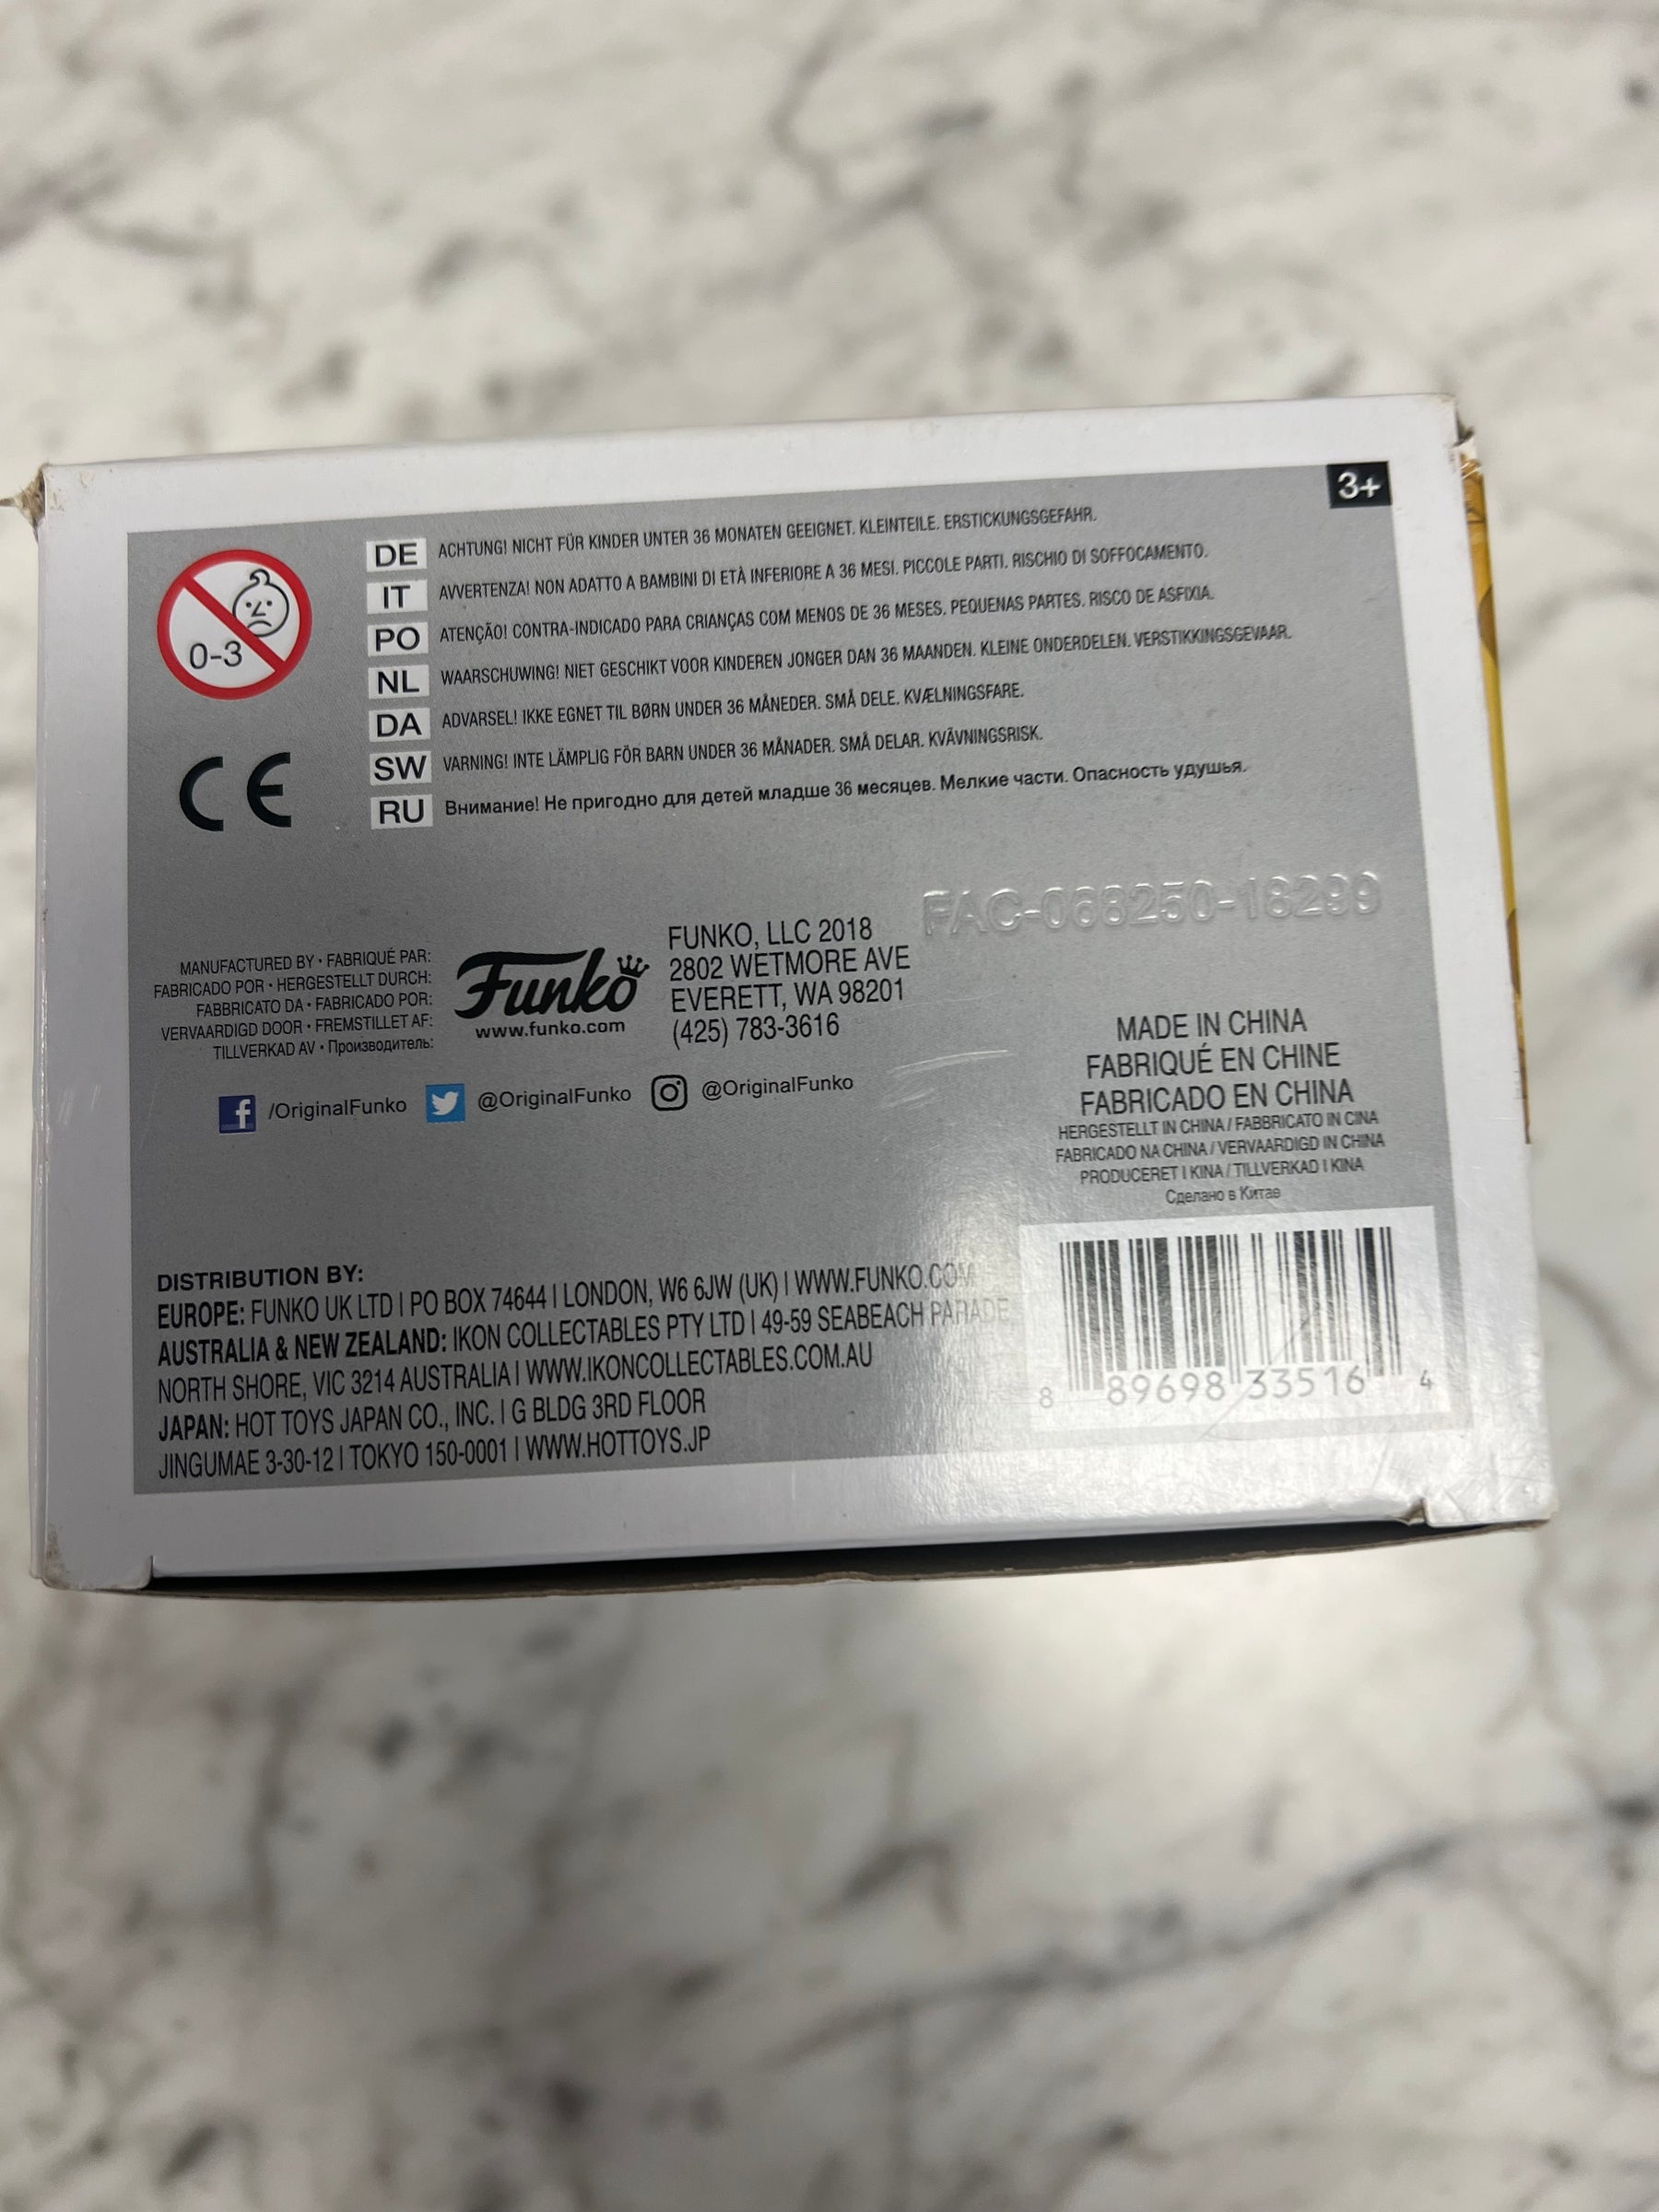 3+
0-3
DE ACHTUNG! NICHT FÜR KINDER UNTER 36 MONATEN GEEIGNET. KLEINTEILE. ERSTICKUNGSGEFAHR.
IT AVVERTENZA! NON ADATTO A BAMBINI DI ETÀ INFERIORE A 36 MESI. PICCOLE PARTI. RISCHIO DI SOFFOCAMENTO.
PO ATENÇÃO! CONTRA-INDICADO PARA CRIANÇAS COM MENOS DE 36 MESES. PEQUENAS PARTES. RISCO DE ASFIXIA.
NL WAARSCHUWING! NIET GESCHIKT VOOR KINDEREN JONGER DAN 36 MAANDEN. KLEINE ONDERDELEN. VERSTIKKINGSGEVAAR.
DA ADVARSEL! IKKE EGNET TIL BØRN UNDER 36 MÅNEDER. SMÅ DELE. KVÆLNINGSFARE.
SW VARNING! INTE LÄMPLIG FÖR BARN UNDER 36 MÅNADER. SMÅ DELAR. KVÄVNINGSRISK.
RU Внимание! Не пригодно для детей младше 36 месяцев. Мелкие части. Опасность удушья.
CE
FAC-068250-18299
MANUFACTURED BY • FABRIQUÉ PAR:
FABRICADO POR • HERGESTELLT DURCH:
FABBRICATO DA • FABRICADO POR:
VERVAARDIGD DOOR • FREMSTILLET AF:
TILLVERKAD AV • Производитель:
Funko
www.funko.com
FUNKO, LLC 2018
2802 WETMORE AVE
EVERETT, WA 98201
(425) 783-3616
/OriginalFunko @OriginalFunko @OriginalFunko
MADE IN CHINA
FABRIQUÉ EN CHINE
FABRICADO EN CHINA
HERGESTELLT IN CHINA / FABBRICATO IN CINA
FABRICADO NA CHINA / VERVAARDIGD IN CHINA
PRODUCERET I KINA / TILLVERKAD I KINA
Сделано в Китае
DISTRIBUTION BY:
EUROPE: FUNKO UK LTD | PO BOX 74644 | LONDON, W6 6JW (UK) | WWW.FUNKO.COM
AUSTRALIA & NEW ZEALAND: IKON COLLECTABLES PTY LTD | 49-59 SEABEACH PARADE
NORTH SHORE, VIC 3214 AUSTRALIA | WWW.IKONCOLLECTABLES.COM.AU
JAPAN: HOT TOYS JAPAN CO., INC. | G BLDG 3RD FLOOR
JINGUMAE 3-30-12 | TOKYO 150-0001 | WWW.HOTTOYS.JP
8 89698 33516 4